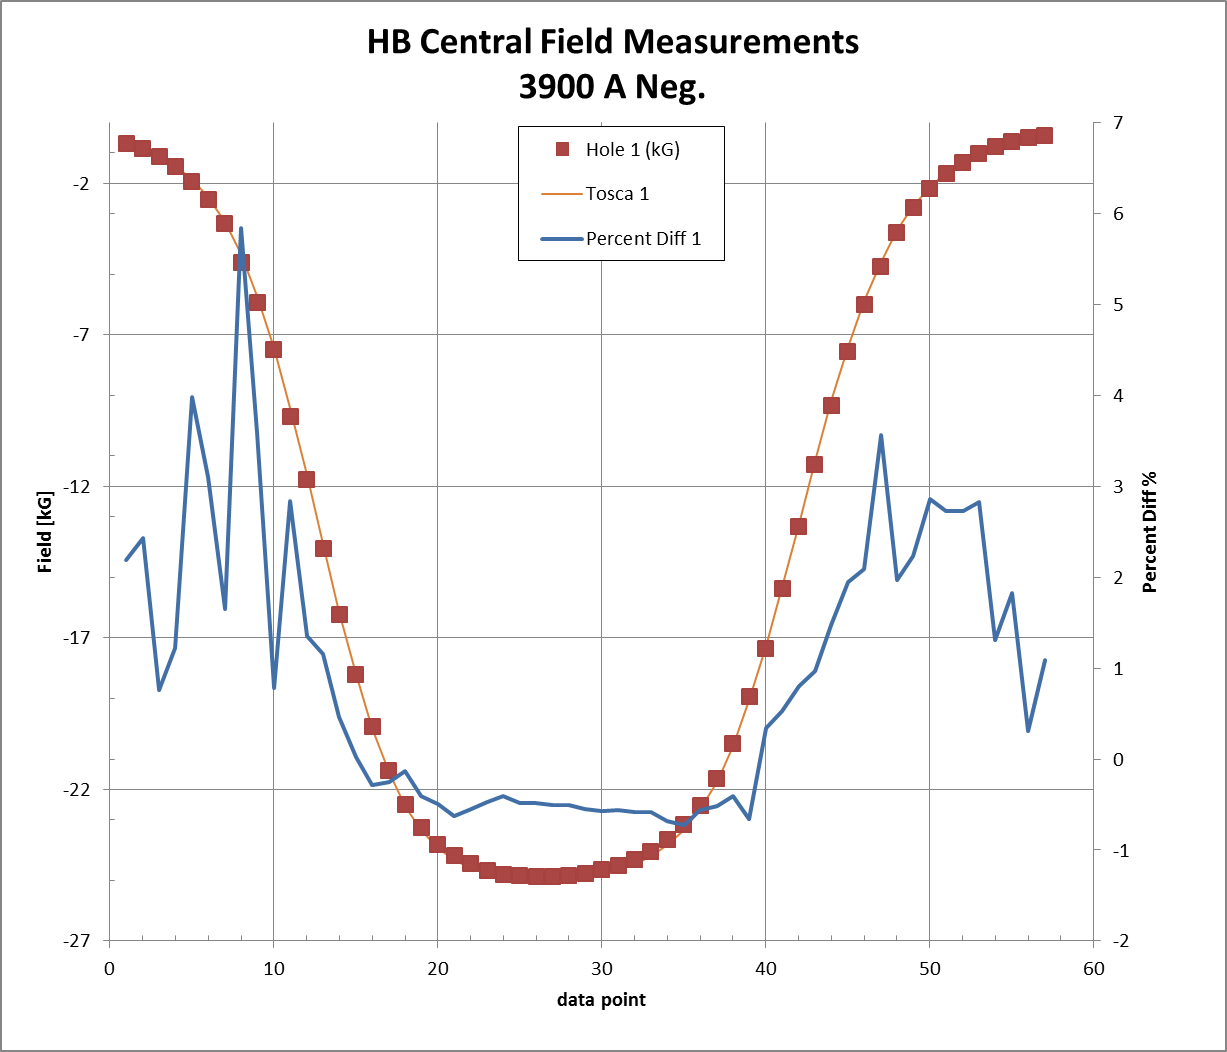 HB Central Field Measurements
3900 A Neg.
Hole 1 (kG)
Tosca 1
Percent Diff 1
-2
-7
-12
-17
-22
-27
Field [kG]
7
6
5
4
3
2
1
0
-1
-2
Percent Diff %
0
10
20
30
40
50
60
data point